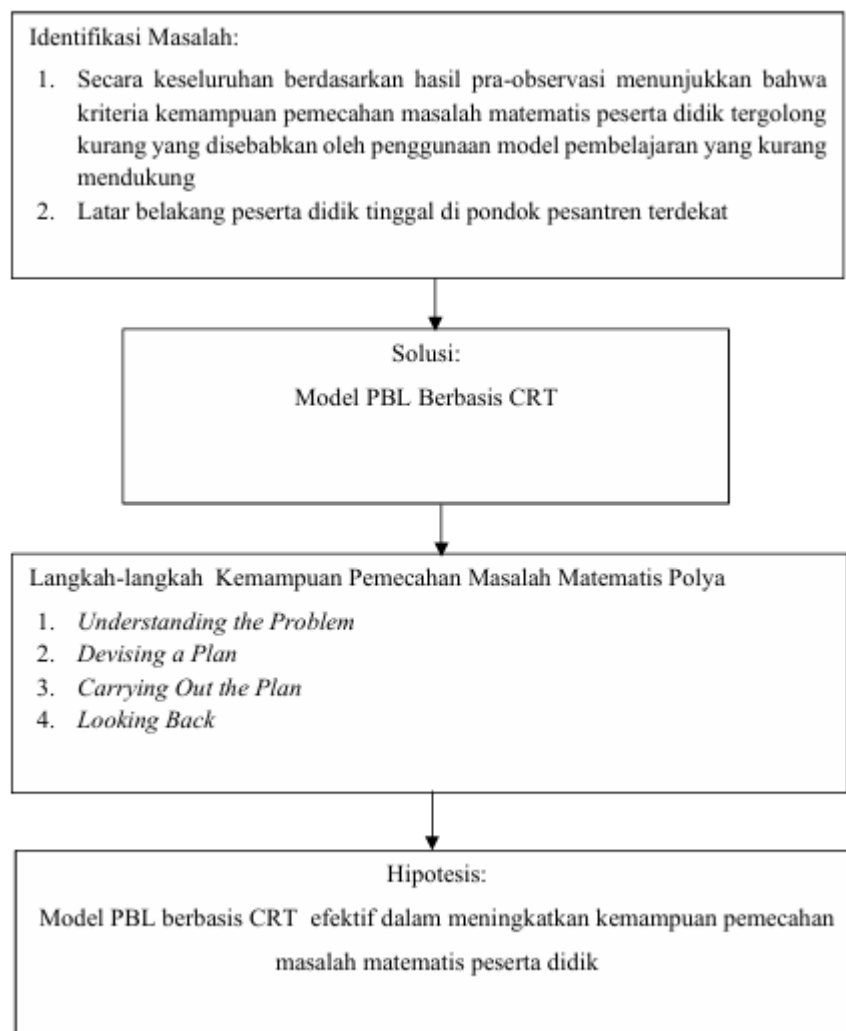 Identifikasi Masalah:
1. Secara keseluruhan berdasarkan hasil pra-observasi menunjukkan bahwa
kriteria kemampuan pemecahan masalah matematis peserta didik tergolong
kurang yang disebabkan oleh penggunaan model pembelajaran yang kurang
mendukung
2. Latar belakang peserta didik tinggal di pondok pesantren terdekat
Solusi:
Model PBL Berbasis CRT
Langkah-langkah Kemampuan Pemecahan Masalah Matematis Polya
1. Understanding the Problem
2. Devising a Plan
3. Carrying Out the Plan
4. Looking Back
Hipotesis:
Model PBL berbasis CRT efektif dalam meningkatkan kemampuan pemecahan
masalah matematis peserta didik